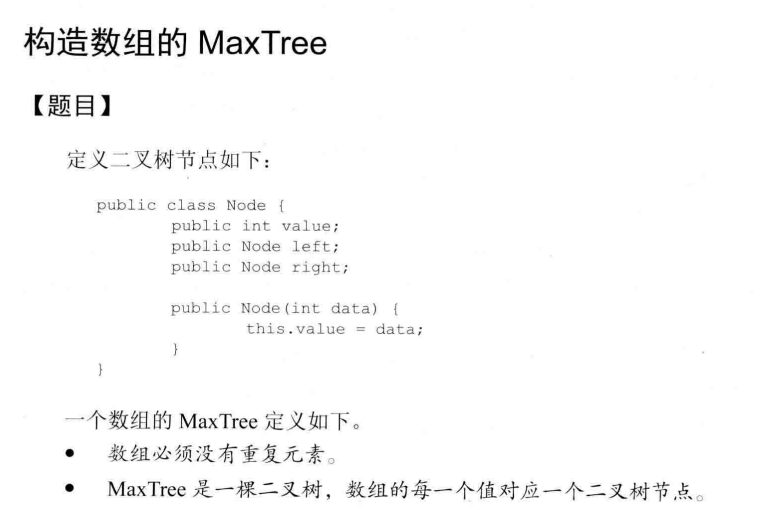 构造数组的 MaxTree
【题目】
定义二叉树节点如下：
public class Node {
public int value;
public Node left;
public Node right;
public Node(int data) {
this.value = data;
}
}
一个数组的 MaxTree 定义如下。
● 数组必须没有重复元素。
● MaxTree 是一棵二叉树，数组的每一个值对应一个二叉树节点。